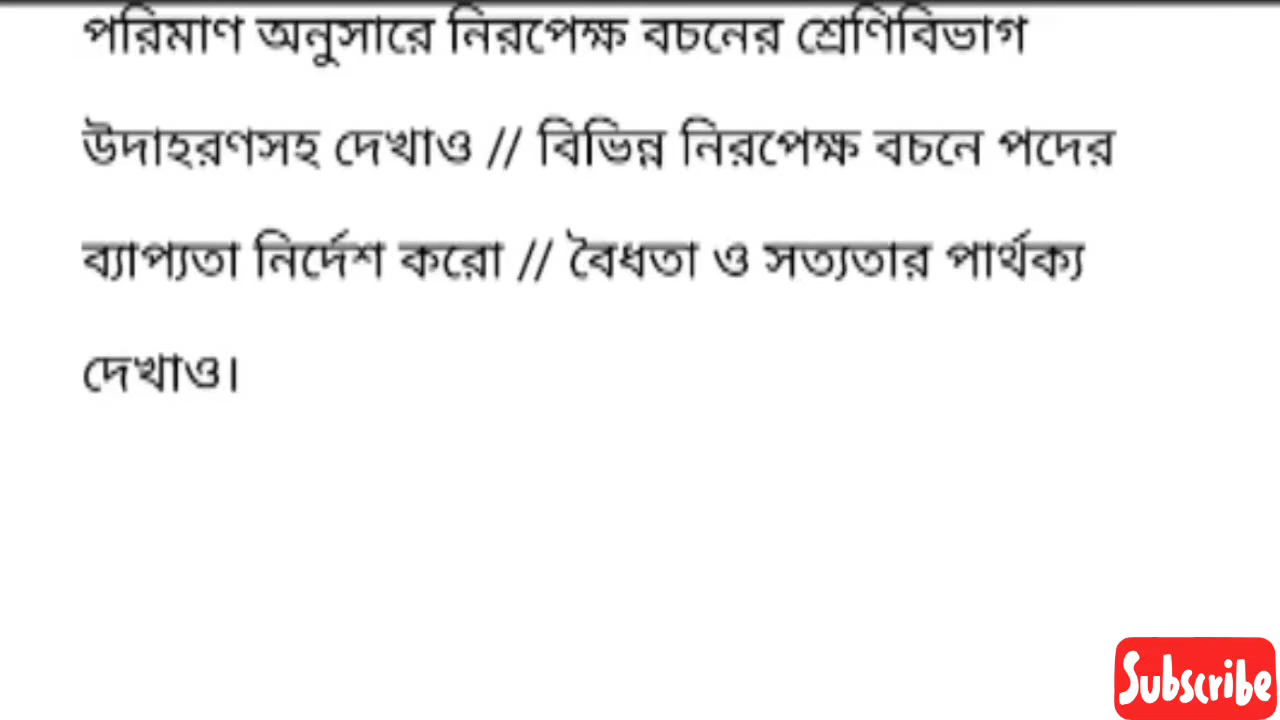 পরিমাণ অনুসারে নিরপেক্ষ বচনের শ্রেণিবিভাগ
উদাহরণসহ দেখাও // বিভিন্ন নিরপেক্ষ বচনে পদের
ব্যাপ্যতা নির্দেশ করো // বৈধতা ও সত্যতার পার্থক্য
দেখাও।
Subscribe